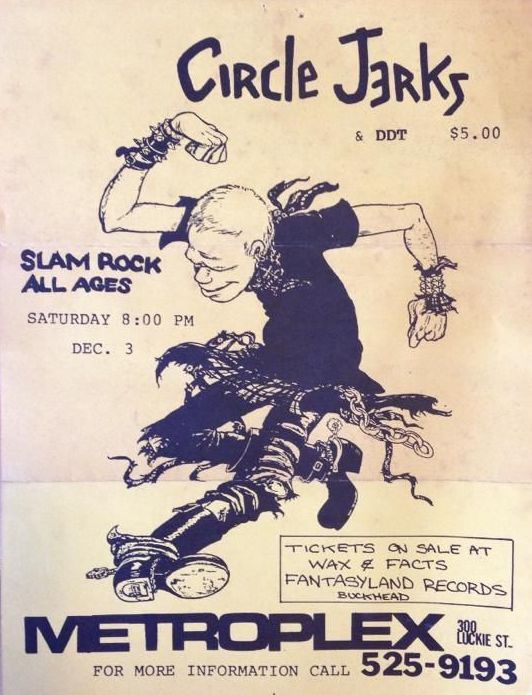 CIRCLE JERKS
& DDT $5.00
SLAM ROCK
ALL AGES
SATURDAY 8:00 PM
DEC. 3
TICKETS ON SALE AT
WAX & FACTS
FANTASYLAND RECORDS
BUCKHEAD
METROPLEX 300 LUCKIE ST.
FOR MORE INFORMATION CALL 525-9193